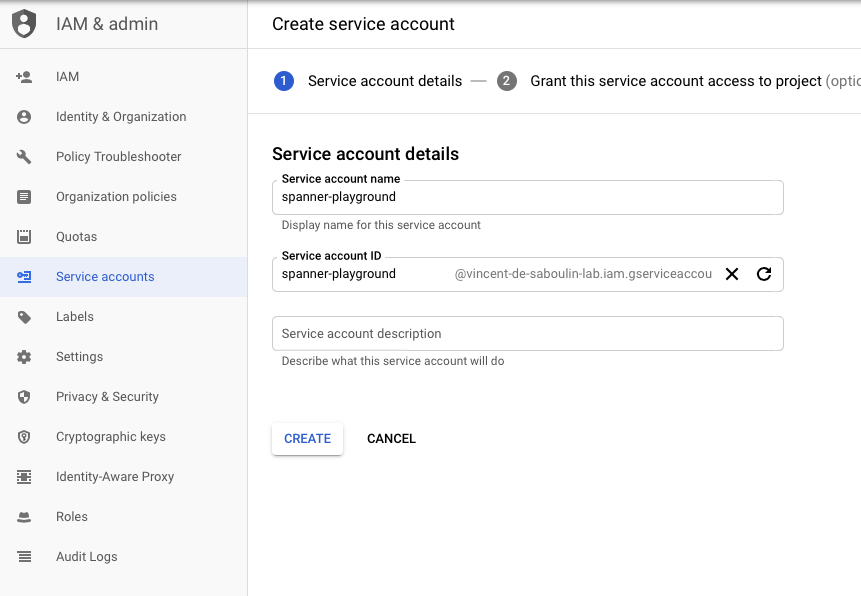 IAM & admin
Create service account
IAM
Identity & Organization
Policy Troubleshooter
Organization policies
Quotas
Service accounts
Labels
Settings
Privacy & Security
Cryptographic keys
Identity-Aware Proxy
Roles
Audit Logs
1 Service account details — 2 Grant this service account access to project (optio
Service account details
Service account name
spanner-playground
Display name for this service account
Service account ID
spanner-playground @vincent-de-saboulin-lab.iam.gserviceaccou
Service account description
Describe what this service account will do
CREATE CANCEL